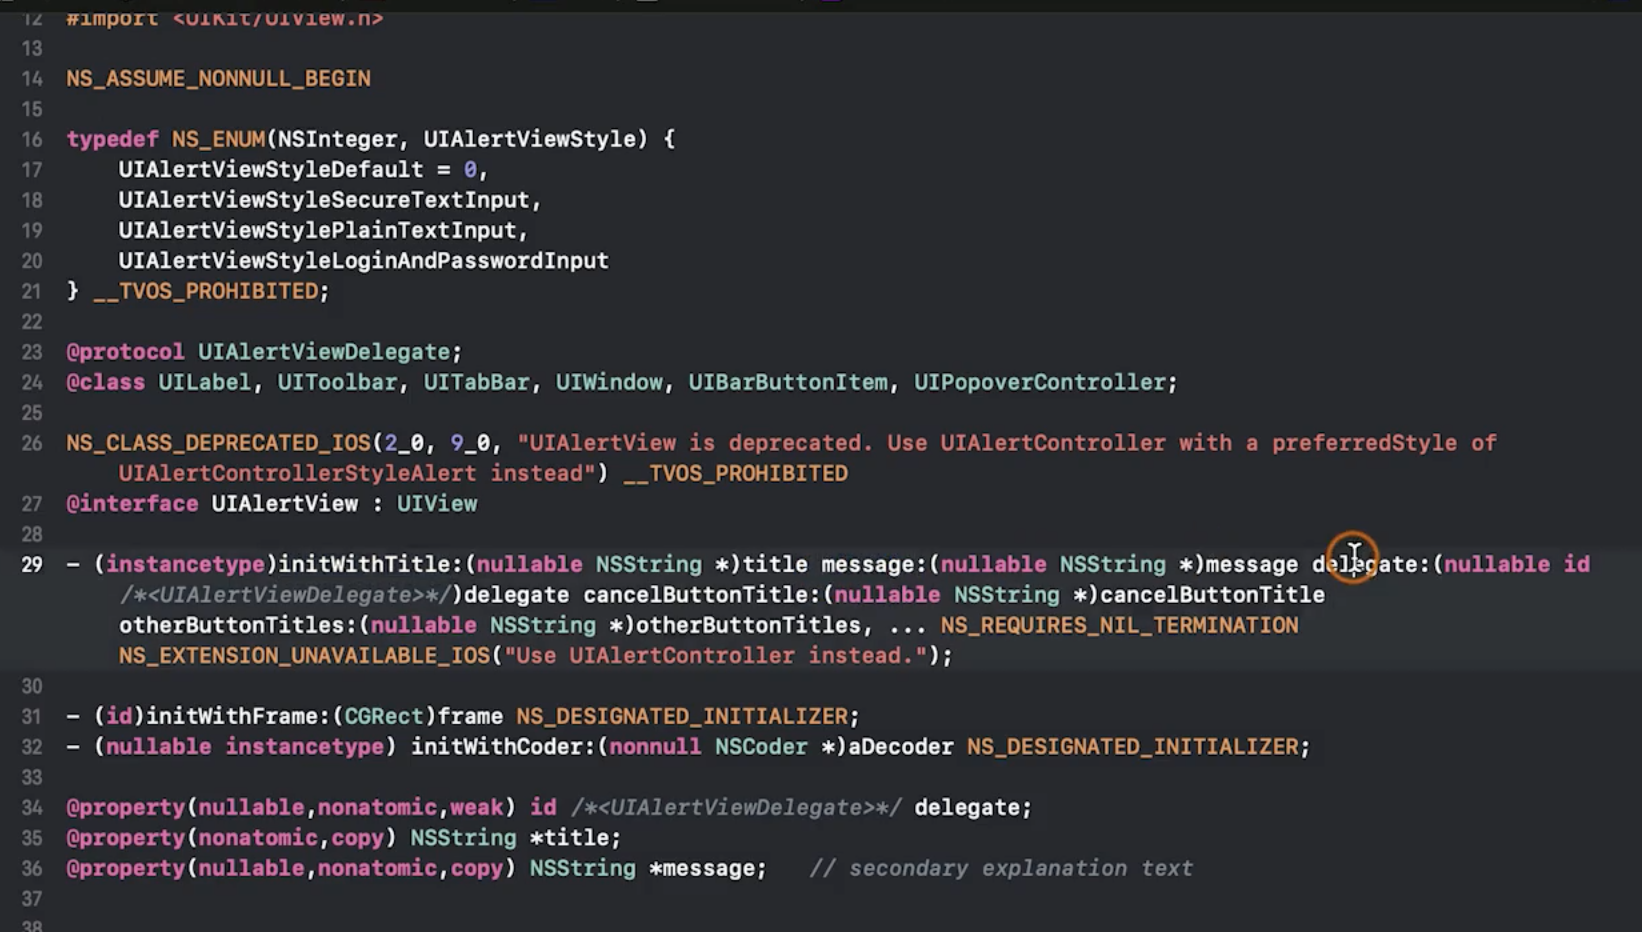 12 #import <UIKit/UIView.h>
13
14 NS_ASSUME_NONNULL_BEGIN
15
16 typedef NS_ENUM(NSInteger, UIAlertViewStyle) {
17 UIAlertViewStyleDefault = 0,
18 UIAlertViewStyleSecureTextInput,
19 UIAlertViewStylePlainTextInput,
20 UIAlertViewStyleLoginAndPasswordInput
21 } __TVOS_PROHIBITED;
22
23 @protocol UIAlertViewDelegate;
24 @class UILabel, UIToolbar, UITabBar, UIWindow, UIBarButtonItem, UIPopoverController;
25
26 NS_CLASS_DEPRECATED_IOS(2_0, 9_0, "UIAlertView is deprecated. Use UIAlertController with a preferredStyle of
UIAlertControllerStyleAlert instead") __TVOS_PROHIBITED
27 @interface UIAlertView : UIView
28
29 - (instancetype)initWithTitle:(nullable NSString *)title message:(nullable NSString *)message delegate:(nullable id
/*<UIAlertViewDelegate>*/)delegate cancelButtonTitle:(nullable NSString *)cancelButtonTitle
otherButtonTitles:(nullable NSString *)otherButtonTitles, ... NS_REQUIRES_NIL_TERMINATION
NS_EXTENSION_UNAVAILABLE_IOS("Use UIAlertController instead.");
30
31 - (id)initWithFrame:(CGRect)frame NS_DESIGNATED_INITIALIZER;
32 - (nullable instancetype) initWithCoder:(nonnull NSCoder *)aDecoder NS_DESIGNATED_INITIALIZER;
33
34 @property(nullable,nonatomic,weak) id /*<UIAlertViewDelegate>*/ delegate;
35 @property(nonatomic,copy) NSString *title;
36 @property(nullable,nonatomic,copy) NSString *message; // secondary explanation text
37
38